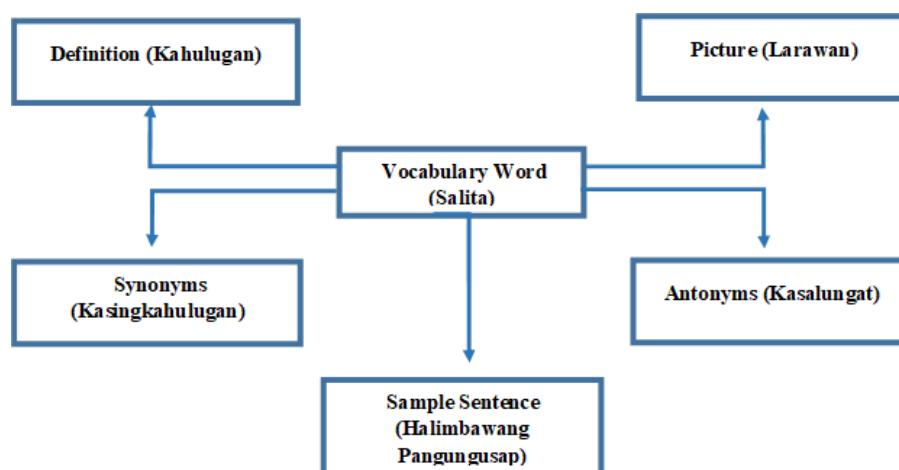 Definition (Kahulugan)
Picture (Larawan)
Vocabulary Word
(Salita)
Synonyms
(Kasingkahulugan)
Antonyms (Kasalungat)
Sample Sentence
(Halimbawang
Pangungusap)